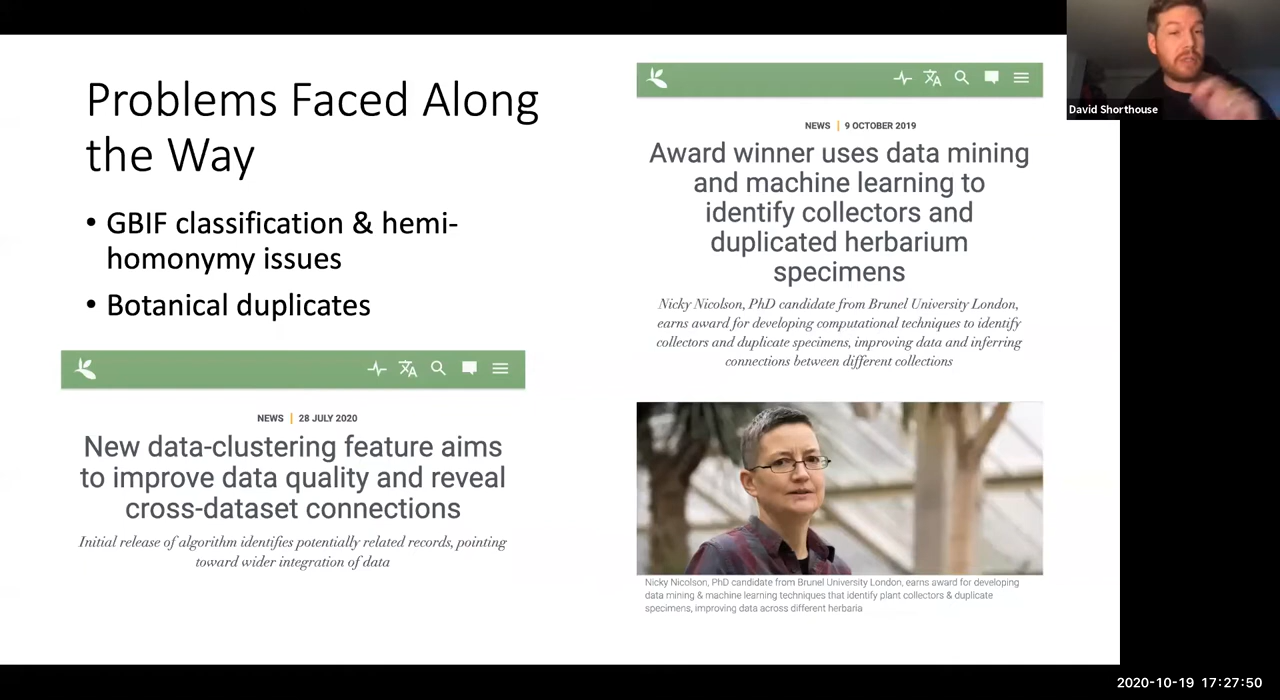 Problems Faced Along
the Way
• GBIF classification & hemi-
homonymy issues
• Botanical duplicates
NEWS | 28 JULY 2020
New data-clustering feature aims
to improve data quality and reveal
cross-dataset connections
Initial release of algorithm identifies potentially related records, pointing
toward wider integration of data
NEWS | 9 OCTOBER 2019
Award winner uses data mining
and machine learning to
identify collectors and
duplicated herbarium
specimens
Nicky Nicolson, PhD candidate from Brunel University London,
earns award for developing computational techniques to identify
collectors and duplicate specimens, improving data and inferring
connections between different collections
Nicky Nicolson, PhD candidate from Brunel University London, earns award for developing
data mining & machine learning techniques that identify plant collectors & duplicate
specimens, improving data across different herbaria
David Shorthouse
2020-10-19 17:27:50